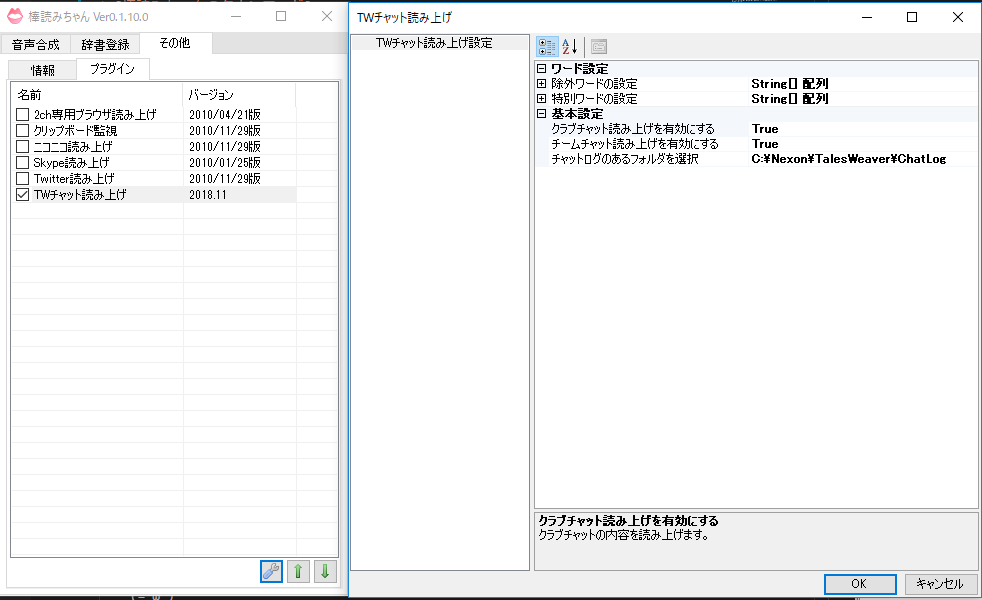 棒読みちゃん Ver0.1.10.0
音声合成 辞書登録 その他
情報 プラグイン
名前 バージョン
2ch専用ブラウザ読み上げ 2010/04/21版
クリップボード監視 2010/11/29版
ニコニコ読み上げ 2010/11/29版
Skype読み上げ 2010/01/25版
Twitter読み上げ 2010/11/29版
TWチャット読み上げ 2018.11
TWチャット読み上げ
TWチャット読み上げ設定
ワード設定
除外ワードの設定 String[] 配列
特別ワードの設定 String[] 配列
基本設定
クラブチャット読み上げを有効にする True
チームチャット読み上げを有効にする True
チャットログのあるフォルダを選択 C:¥Nexon¥TalesWeaver¥ChatLog
クラブチャット読み上げを有効にする
クラブチャットの内容を読み上げます。
OK キャンセル